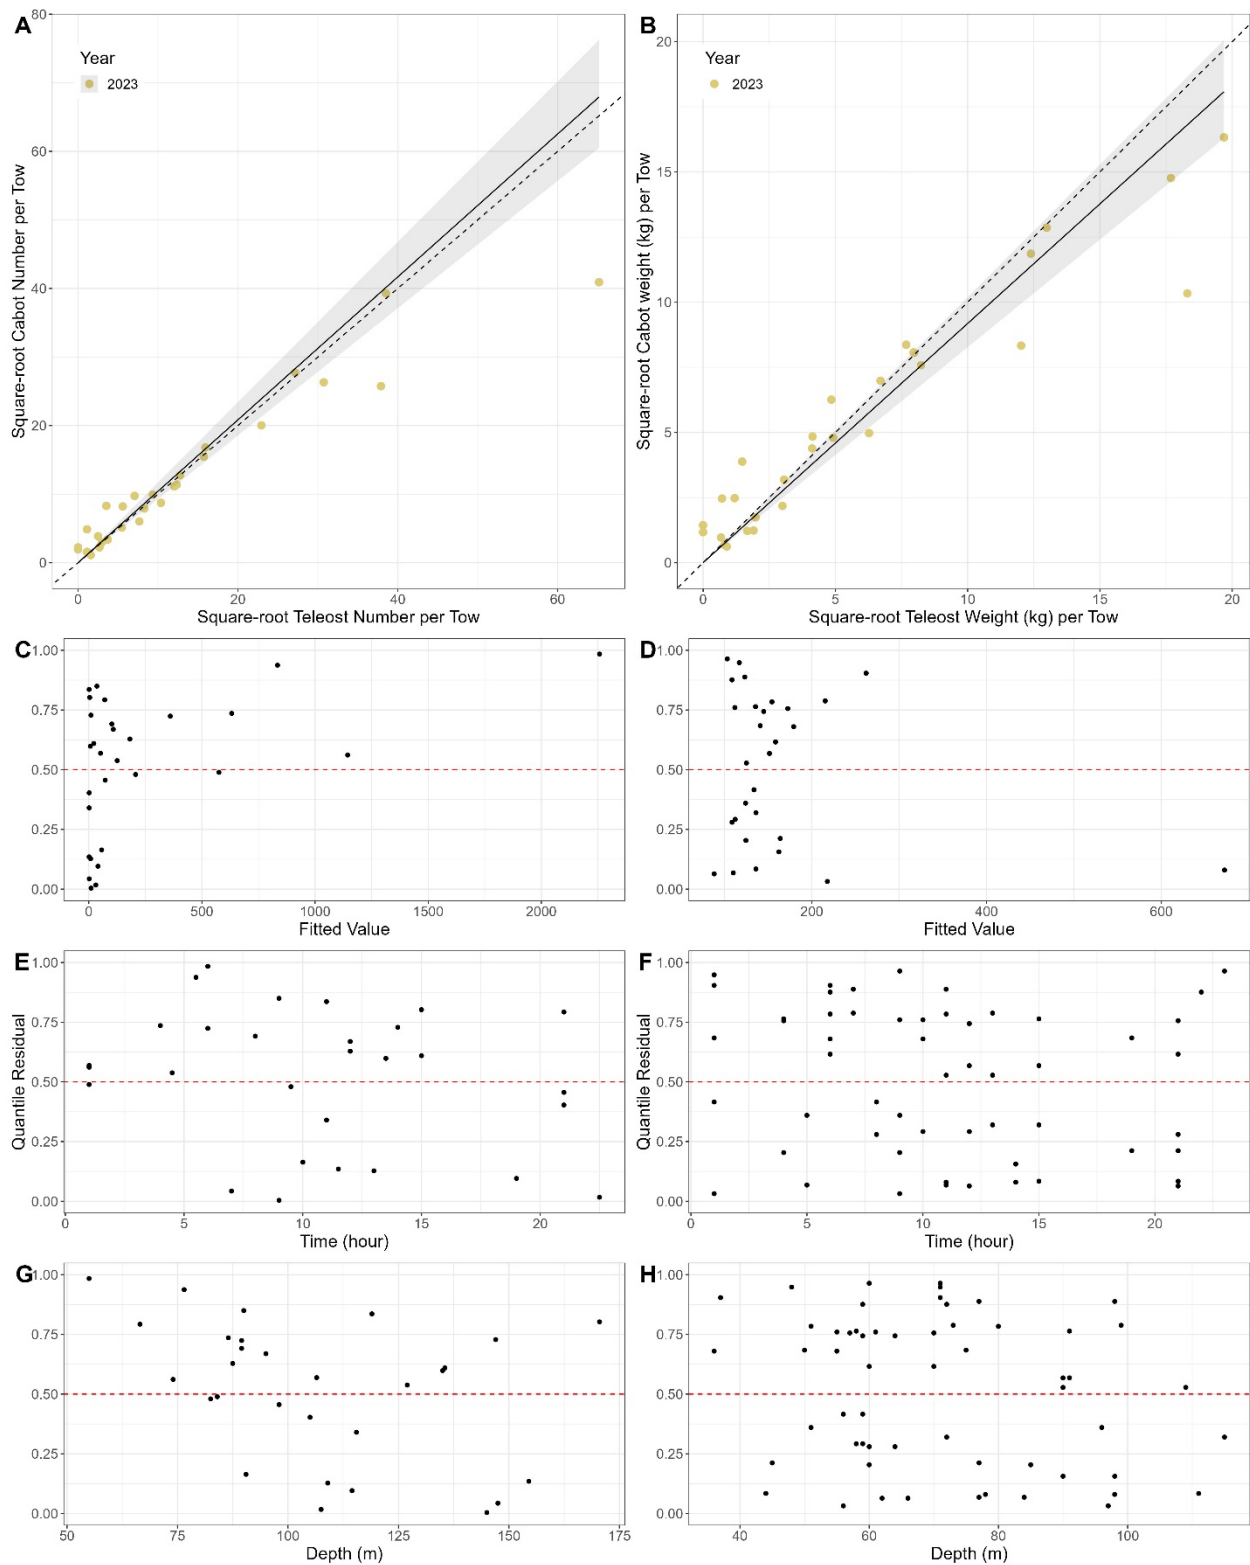 A
Year
2023
80
60
40
20
0
Square-root Cabot Number per Tow
0 20 40 60
Square-root Teleost Number per Tow
B
Year
2023
20
15
10
5
0
Square-root Cabot weight (kg) per Tow
0 5 10 15 20
Square-root Teleost Weight (kg) per Tow
C
1.00
0.75
0.50
0.25
0.00
0 500 1000 1500 2000
Fitted Value
D
1.00
0.75
0.50
0.25
0.00
200 400 600
Fitted Value
E
1.00
0.75
0.50
0.25
0.00
Quantile Residual
0 5 10 15 20
Time (hour)
F
1.00
0.75
0.50
0.25
0.00
Quantile Residual
0 5 10 15 20
Time (hour)
G
1.00
0.75
0.50
0.25
0.00
50 75 100 125 150 175
Depth (m)
H
1.00
0.75
0.50
0.25
0.00
40 60 80 100
Depth (m)